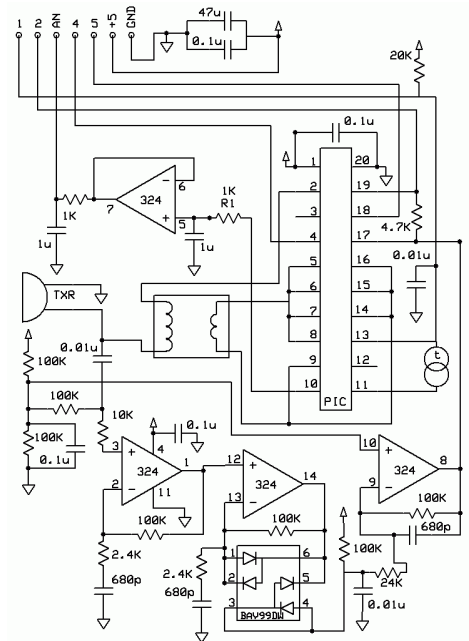 1 2 AN 4 5 +5 GND
47u
0.1u
20K
0.1u
1 20
2 19
3 18
4 17
5 16
6 15
7 14
8 13
9 12
10 11
PIC
4.7K
0.01u
t
324
6
7
5
1K
1K
R1
1u
1u
TXR
0.01u
100K
100K
10K
100K
0.1u
0.1u
3
4
324
1
2
11
100K
2.4K
680p
12
324
14
13
100K
2.4K
680p
1 6
2 5
3 4
BAV99DW
10
324
8
9
100K
680p
100K
24K
0.01u